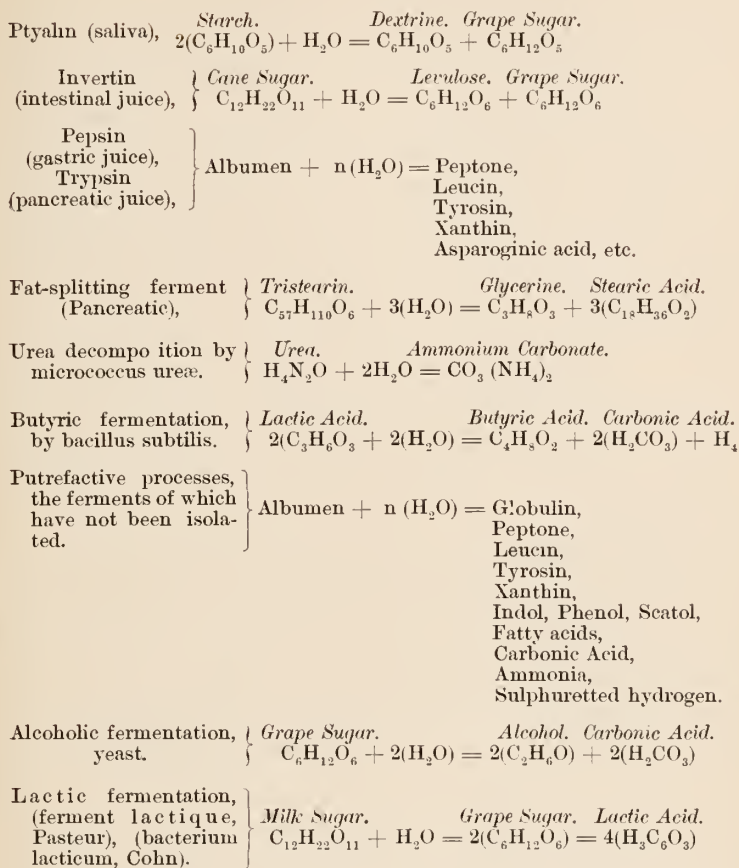 Starch. Dextrine. Grape Sugar.
Ptyalin (saliva), 2(C₆H₁₀O₅) + H₂O = C₆H₁₀O₅ + C₆H₁₂O₅
Invertin Cane Sugar. Levulose. Grape Sugar.
(intestinal juice), C₁₂H₂₂O₁₁ + H₂O = C₆H₁₂O₆ + C₆H₁₂O₆
Pepsin
(gastric juice),
Trypsin
(pancreatic juice),
Albumen + n(H₂O) = Peptone,
Leucin,
Tyrosin,
Xanthin,
Asparoginic acid, etc.
Fat-splitting ferment Tristearin. Glycerine. Stearic Acid.
(Pancreatic), C₅₇H₁₁₀O₆ + 3(H₂O) = C₃H₈O₃ + 3(C₁₈H₃₆O₂)
Urea decompo ition by Urea. Ammonium Carbonate.
micrococcus ureæ. H₄N₂O + 2H₂O = CO₃ (NH₄)₂
Butyric fermentation, Lactic Acid. Butyric Acid. Carbonic Acid.
by bacillus subtilis. 2(C₃H₆O₃ + 2(H₂O) = C₄H₈O₂ + 2(H₂CO₃) + H₄
Putrefactive processes,
the ferments of which
have not been isola-
ted.
Albumen + n (H₂O) = Globulin,
Peptone,
Leucin,
Tyrosin,
Xanthin,
Indol, Phenol, Scatol,
Fatty acids,
Carbonic Acid,
Ammonia,
Sulphuretted hydrogen.
Alcoholic fermentation, Grape Sugar. Alcohol. Carbonic Acid.
yeast. C₆H₁₂O₆ + 2(H₂O) = 2(C₂H₆O) + 2(H₂CO₃)
Lactic fermentation,
(ferment lactique,
Pasteur), (bacterium
lacticum, Cohn).
Milk Sugar. Grape Sugar. Lactic Acid.
C₁₂H₂₂O₁₁ + H₂O = 2(C₆H₁₂O₆) = 4(H₃C₆O₃)